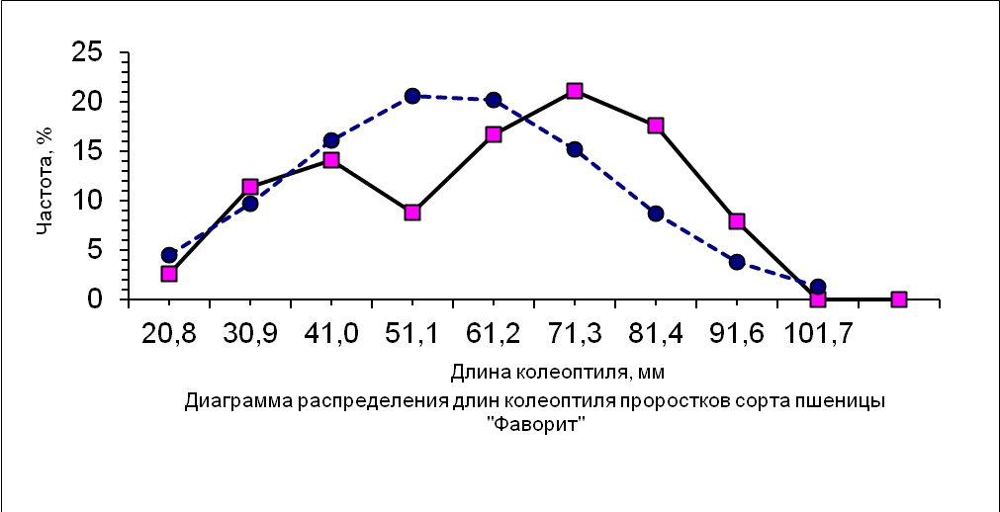 25
20
15
10
5
0
Частота, %
20,8 30,9 41,0 51,1 61,2 71,3 81,4 91,6 101,7
Длина колеоптиля, мм
Диаграмма распределения длин колеоптиля проростков сорта пшеницы
"Фаворит"